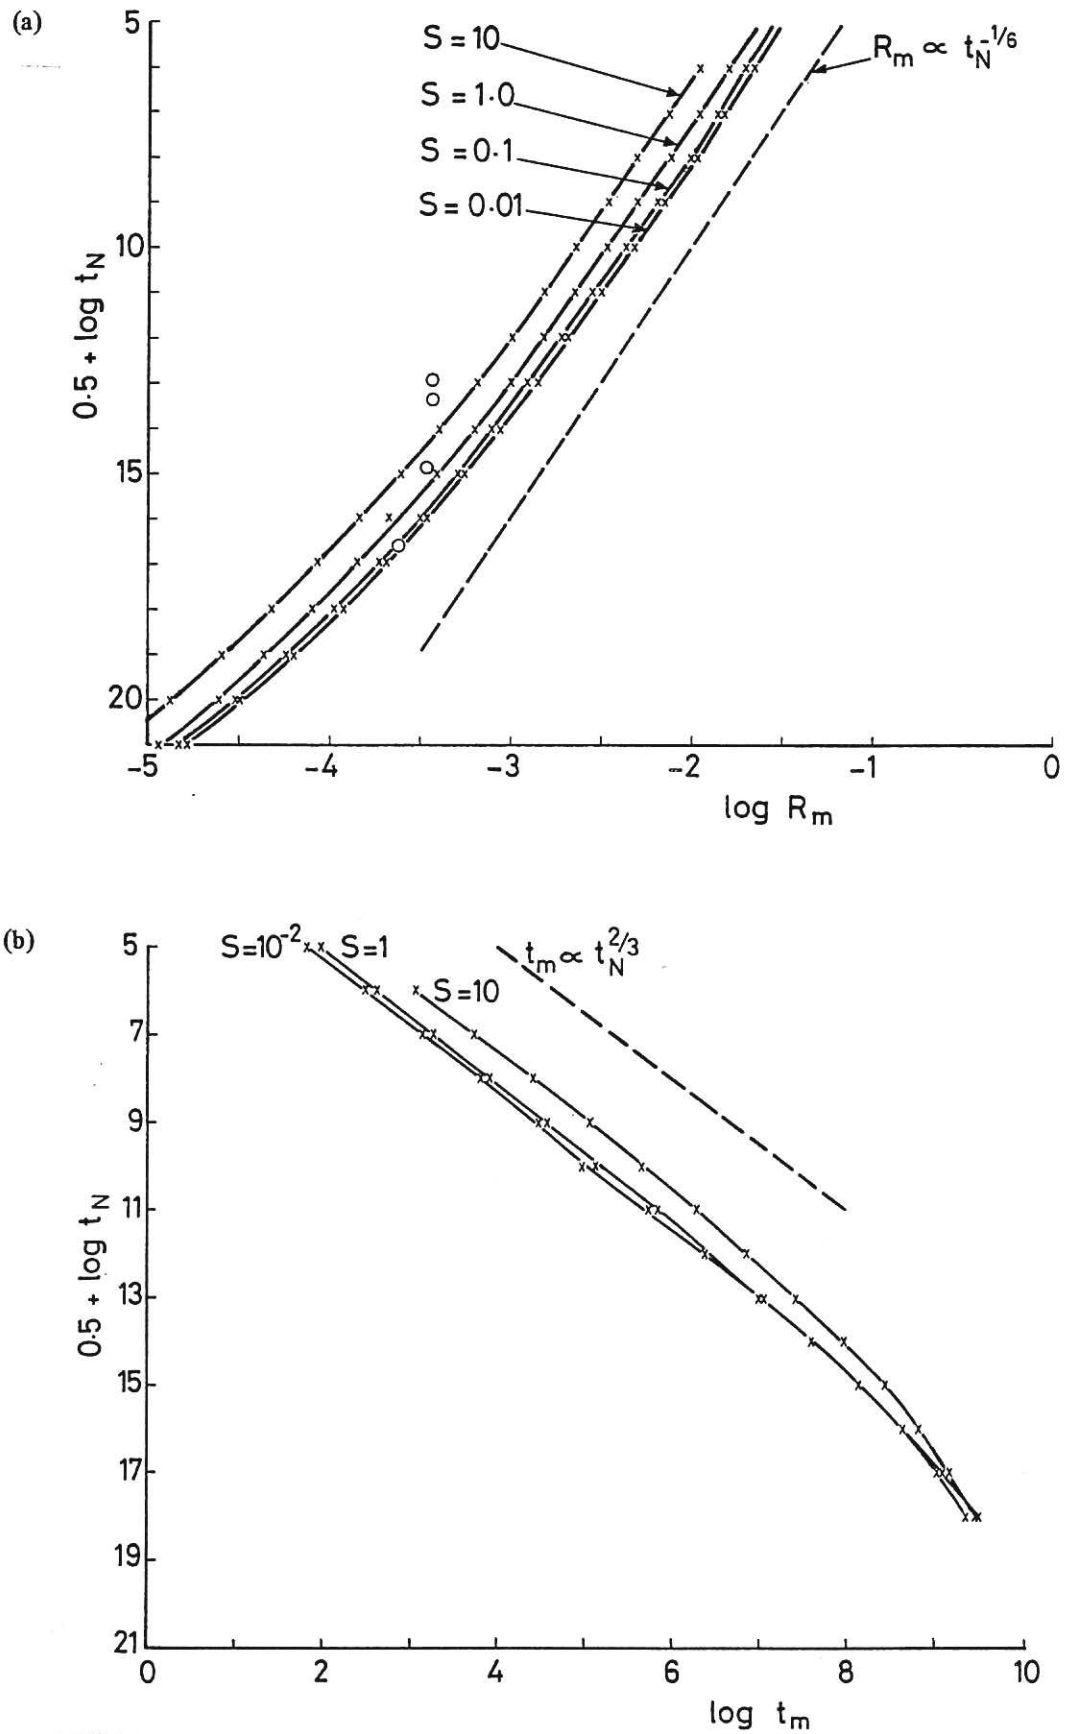 (a)
5
10
15
20
0·5 + log t_N
S = 10
S = 1·0
S = 0·1
S = 0·01
R_m ∝ t_N^-1/6
-5
-4
-3
-2
-1
0
log R_m
(b)
5
7
9
11
13
15
17
19
21
0·5 + log t_N
S=10^-2
S=1
S=10
t_m ∝ t_N^2/3
0
2
4
6
8
10
log t_m